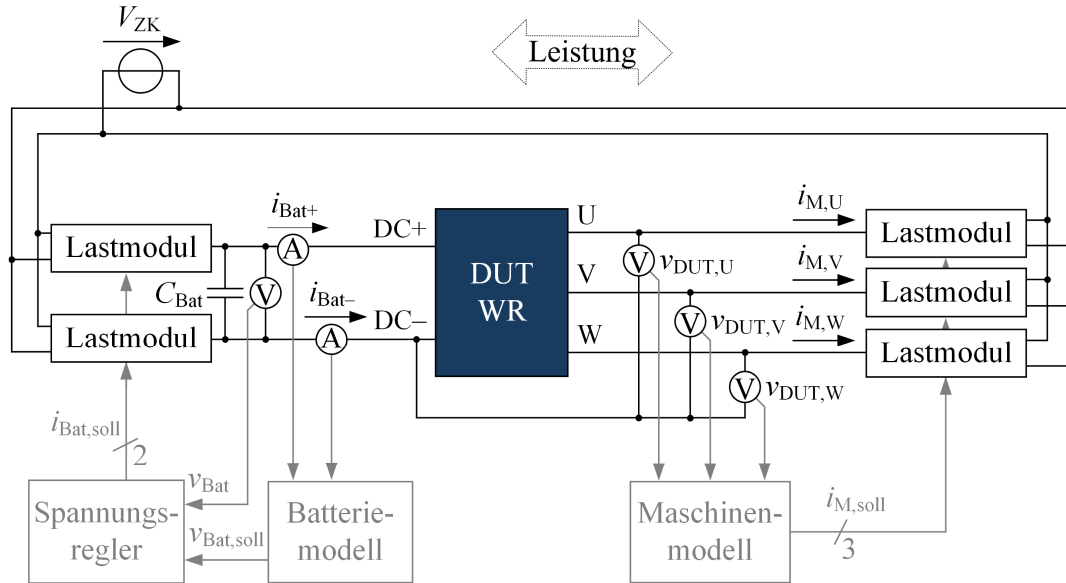 V_ZK
Leistung
i_Bat+
DC+
U
i_M,U
Lastmodul
A
DUT
WR
V
v_DUT,U
Lastmodul
C_Bat
V
i_Bat–
V
i_M,V
Lastmodul
V
v_DUT,V
Lastmodul
A
DC–
W
i_M,W
Lastmodul
V
v_DUT,W
i_Bat,soll
2
v_Bat
Spannungs-
regler
v_Bat,soll
Batterie-
modell
Maschinen-
modell
i_M,soll
3